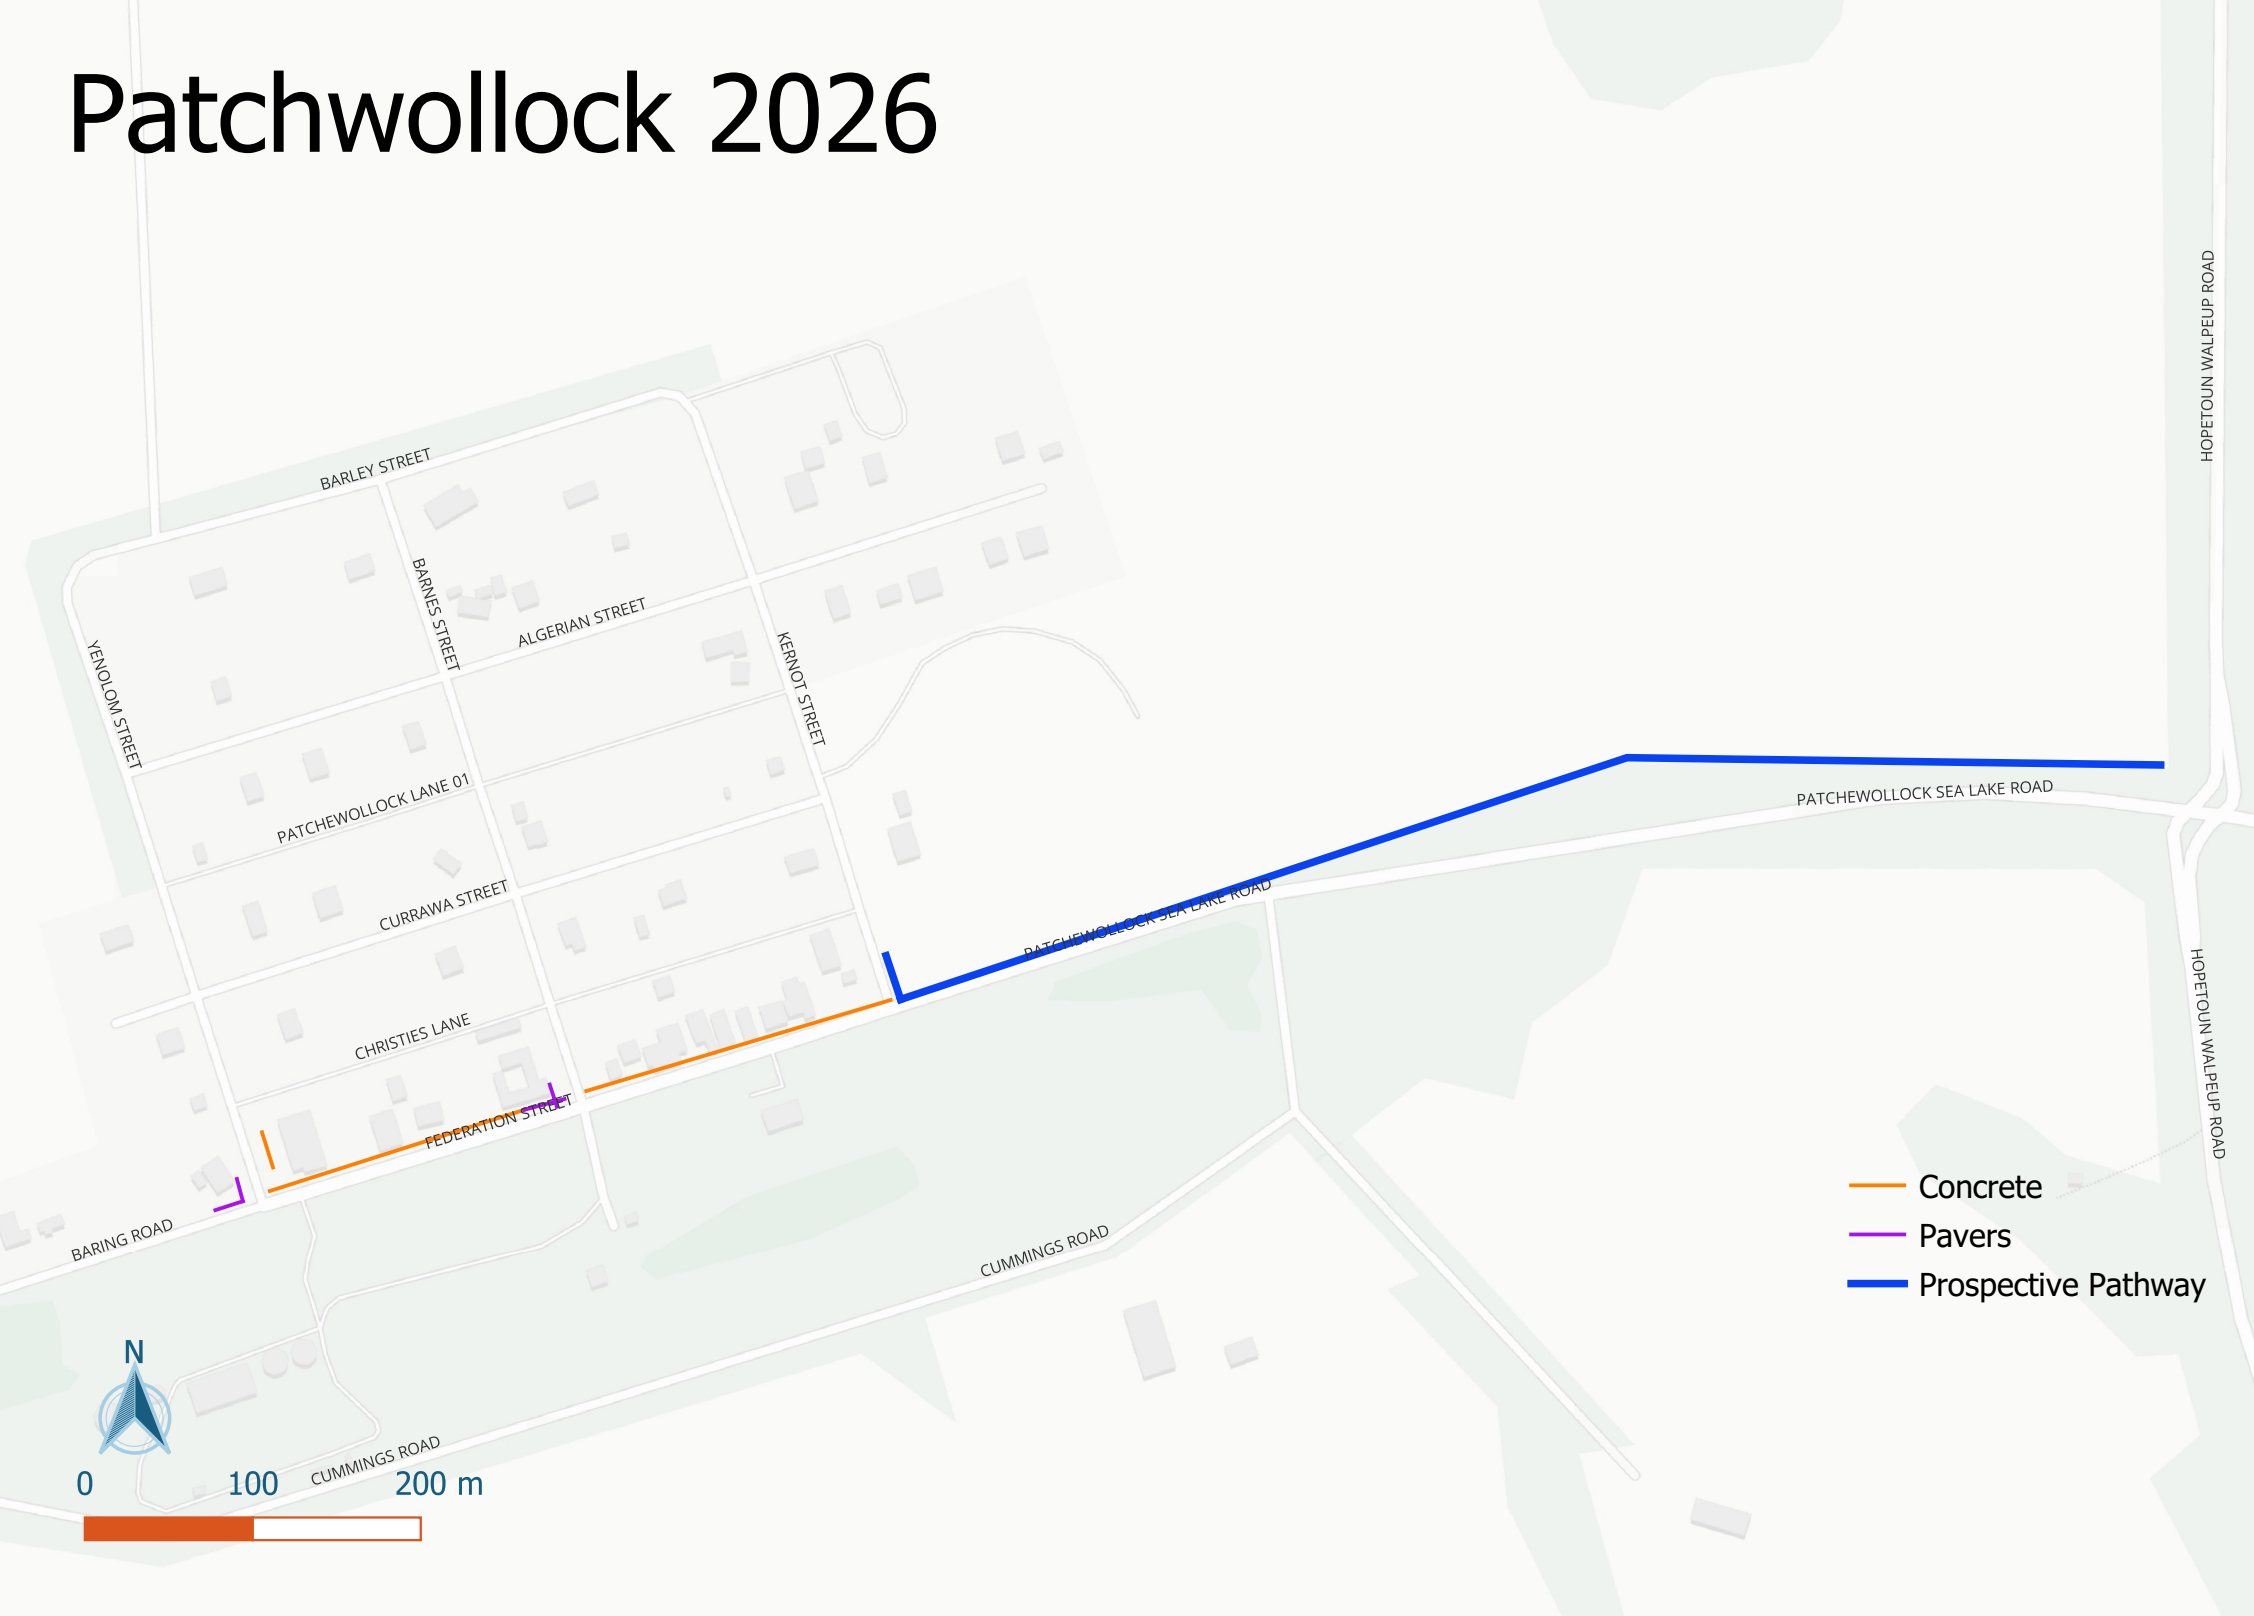 Patchwollock 2026
HOPETOUN WALPEUP ROAD
BARLEY STREET
BARNES STREET
ALGERIAN STREET
YENOLOM STREET
KERNOT STREET
PATCHEWOLLOCK LANE 01
PATCHEWOLLOCK SEA LAKE ROAD
CURRAWA STREET
PATCHEWOLLOCK SEA LAKE ROAD
CHRISTIES LANE
HOPETOUN WALPEUP ROAD
FEDERATION STREET
BARING ROAD
CUMMINGS ROAD
Concrete
Pavers
Prospective Pathway
N
CUMMINGS ROAD
0 100 200 m